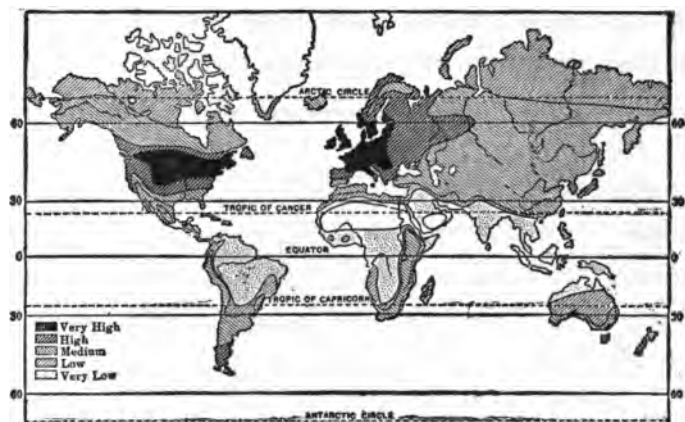 ARCTIC CIRCLE
60 60
30 30
TROPIC OF CANCER
EQUATOR
0 0
TROPIC OF CAPRICORN
30 30
Very High
High
Medium
Low
Very Low
60 60
ANTARCTIC CIRCLE